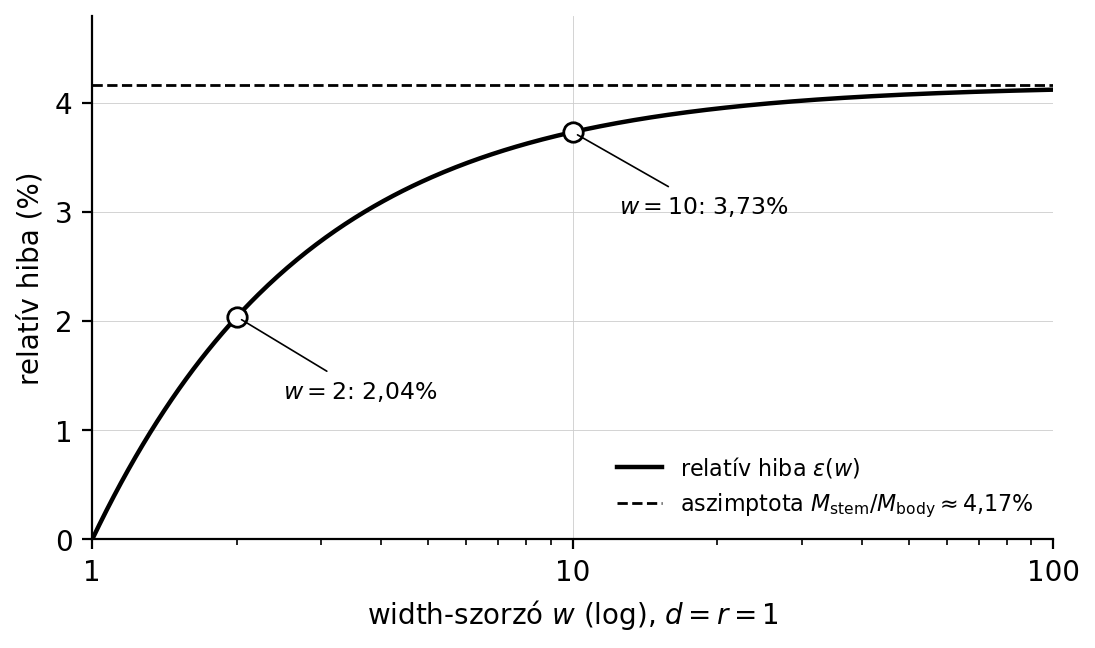 4
3
2
1
0
relatív hiba (%)
w = 10: 3,73%
w = 2: 2,04%
relatív hiba ε(w)
aszimptota M_stem/M_body ≈ 4,17%
1 10 100
width-szorzó w (log), d = r = 1